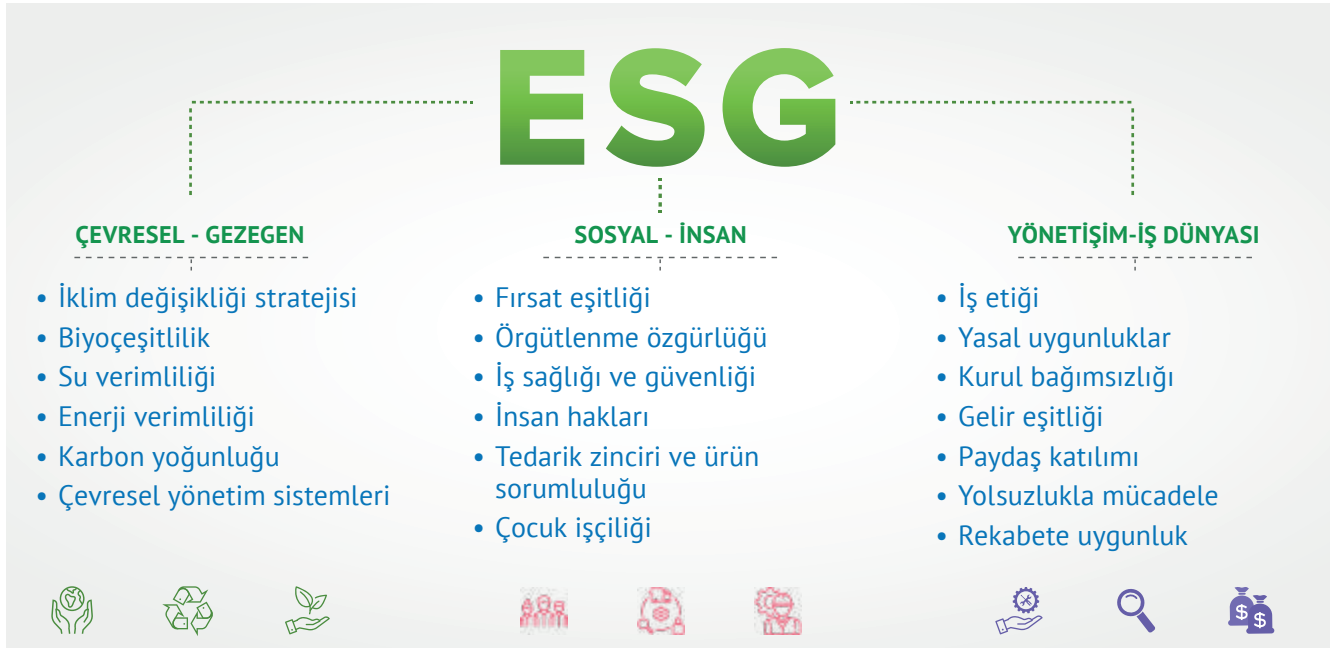 ESG
ÇEVRESEL - GEZEGEN
• İklim değişikliği stratejisi
• Biyoçeşitlilik
• Su verimliliği
• Enerji verimliliği
• Karbon yoğunluğu
• Çevresel yönetim sistemleri
SOSYAL - İNSAN
• Fırsat eşitliği
• Örgütlenme özgürlüğü
• İş sağlığı ve güvenliği
• İnsan hakları
• Tedarik zinciri ve ürün
sorumluluğu
• Çocuk işçiliği
YÖNETİŞİM-İŞ DÜNYASI
• İş etiği
• Yasal uygunluklar
• Kurul bağımsızlığı
• Gelir eşitliği
• Paydaş katılımı
• Yolsuzlukla mücadele
• Rekabete uygunluk
$ $